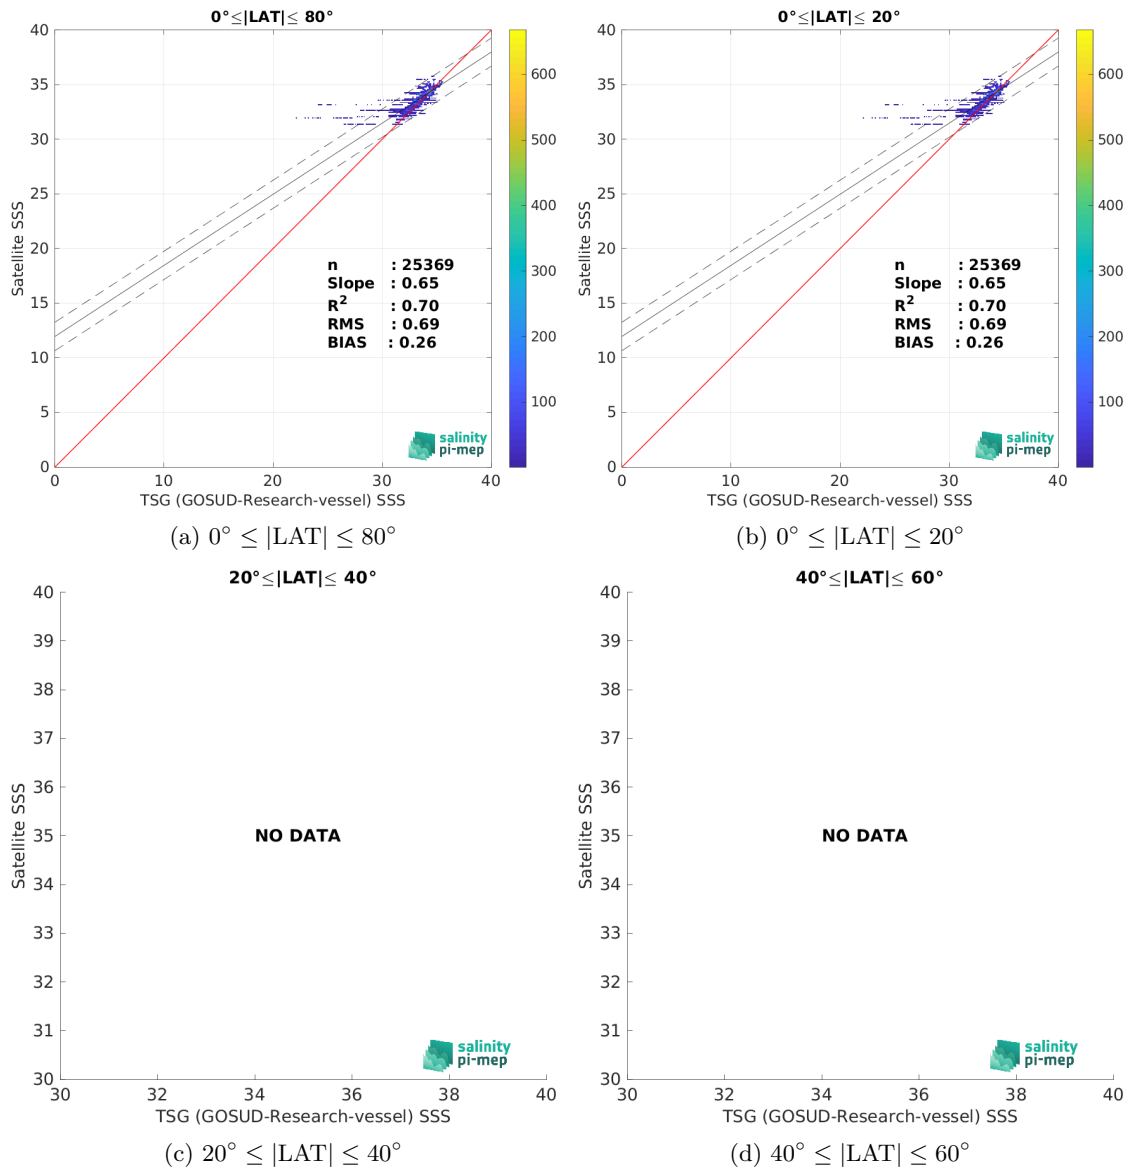 0°≤|LAT|≤ 80°
40
35
30
25
20
15
10
5
0
Satellite SSS
n : 25369
Slope : 0.65
R² : 0.70
RMS : 0.69
BIAS : 0.26
salinity
pi-mep
0 10 20 30 40
TSG (GOSUD-Research-vessel) SSS
600
500
400
300
200
100
(a) 0° ≤ |LAT| ≤ 80°
0°≤|LAT|≤ 20°
40
35
30
25
20
15
10
5
0
Satellite SSS
n : 25369
Slope : 0.65
R² : 0.70
RMS : 0.69
BIAS : 0.26
salinity
pi-mep
0 10 20 30 40
TSG (GOSUD-Research-vessel) SSS
600
500
400
300
200
100
(b) 0° ≤ |LAT| ≤ 20°
20°≤|LAT|≤ 40°
40
39
38
37
36
35
34
33
32
31
30
Satellite SSS
NO DATA
salinity
pi-mep
30 32 34 36 38 40
TSG (GOSUD-Research-vessel) SSS
(c) 20° ≤ |LAT| ≤ 40°
40°≤|LAT|≤ 60°
40
39
38
37
36
35
34
33
32
31
30
Satellite SSS
NO DATA
salinity
pi-mep
30 32 34 36 38 40
TSG (GOSUD-Research-vessel) SSS
(d) 40° ≤ |LAT| ≤ 60°